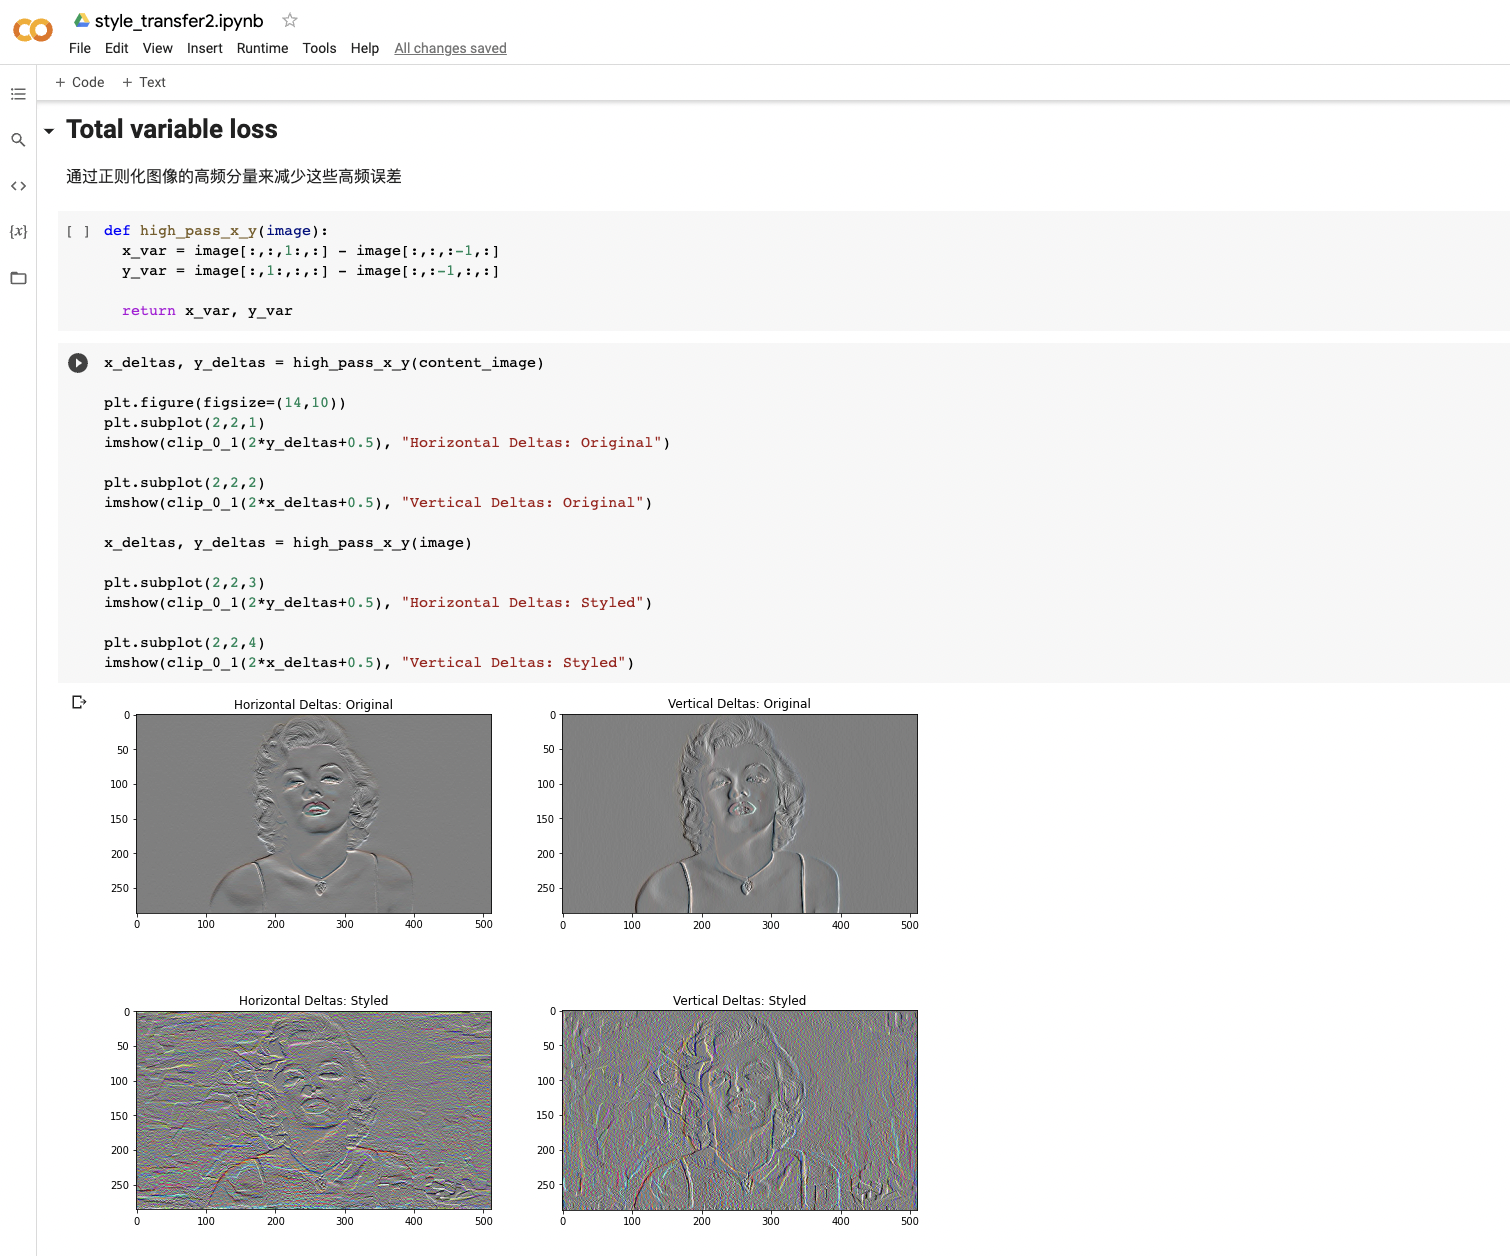 style_transfer2.ipynb
File Edit View Insert Runtime Tools Help All changes saved
+ Code + Text
Total variable loss
通过正则化图像的高频分量来减少这些高频误差
{x}
[ ] def high_pass_x_y(image):
x_var = image[:,:,1:,:] - image[:,:,:-1,:]
y_var = image[:,1:,:,:] - image[:,:-1,:,:]
return x_var, y_var
x_deltas, y_deltas = high_pass_x_y(content_image)
plt.figure(figsize=(14,10))
plt.subplot(2,2,1)
imshow(clip_0_1(2*y_deltas+0.5), "Horizontal Deltas: Original")
plt.subplot(2,2,2)
imshow(clip_0_1(2*x_deltas+0.5), "Vertical Deltas: Original")
x_deltas, y_deltas = high_pass_x_y(image)
plt.subplot(2,2,3)
imshow(clip_0_1(2*y_deltas+0.5), "Horizontal Deltas: Styled")
plt.subplot(2,2,4)
imshow(clip_0_1(2*x_deltas+0.5), "Vertical Deltas: Styled")
Horizontal Deltas: Original
0
50
100
150
200
250
0 100 200 300 400 500
Vertical Deltas: Original
0
50
100
150
200
250
0 100 200 300 400 500
Horizontal Deltas: Styled
0
50
100
150
200
250
0 100 200 300 400 500
Vertical Deltas: Styled
0
50
100
150
200
250
0 100 200 300 400 500